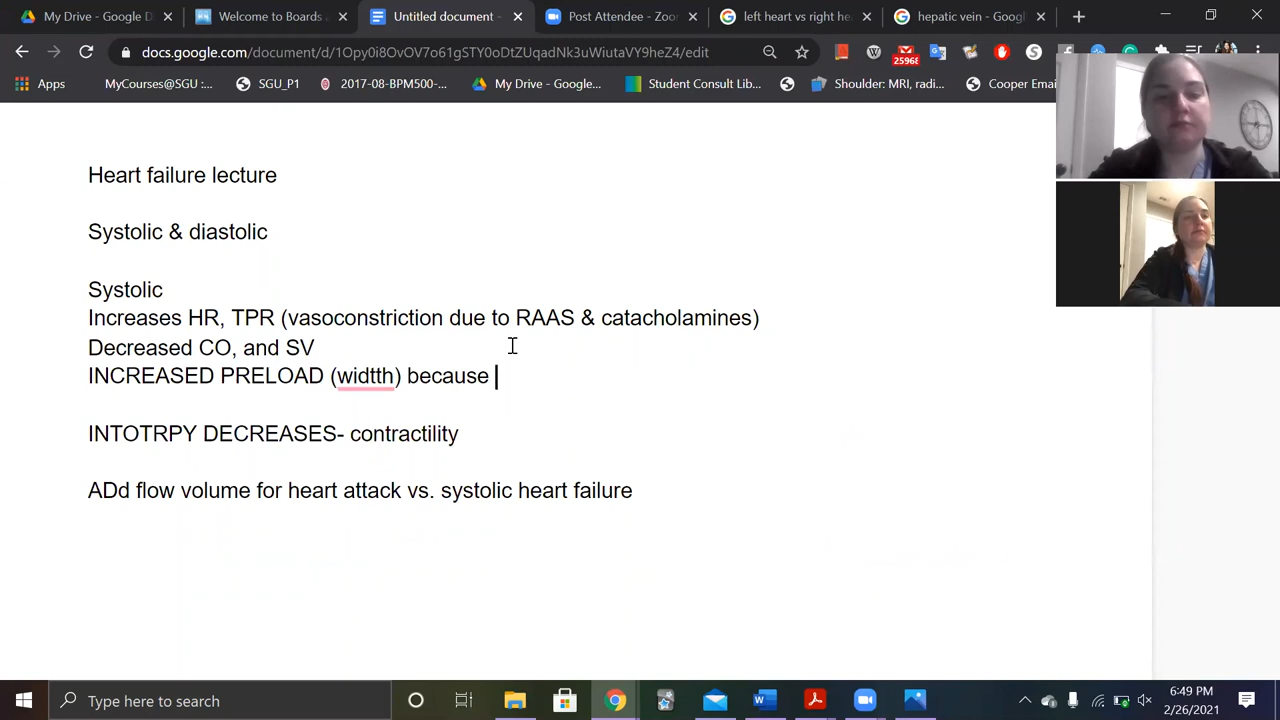 My Drive - Google D
Welcome to Boards
Untitled document -
Post Attendee - Zoo
left heart vs right he
hepatic vein - Goog
docs.google.com/document/d/1Opy0i8OvOV7o61gSTY0oDtZUqadNk3uWiutaVY9heZ4/edit
25968
Apps
MyCourses@SGU :...
SGU_P1
2017-08-BPM500-...
My Drive - Google...
Student Consult Lib...
Shoulder: MRI, radi...
Cooper Emai
Heart failure lecture
Systolic & diastolic
Systolic
Increases HR, TPR (vasoconstriction due to RAAS & catacholamines)
Decreased CO, and SV
INCREASED PRELOAD (widtth) because
INTOTRPY DECREASES- contractility
ADd flow volume for heart attack vs. systolic heart failure
Type here to search
6:49 PM
2/26/2021